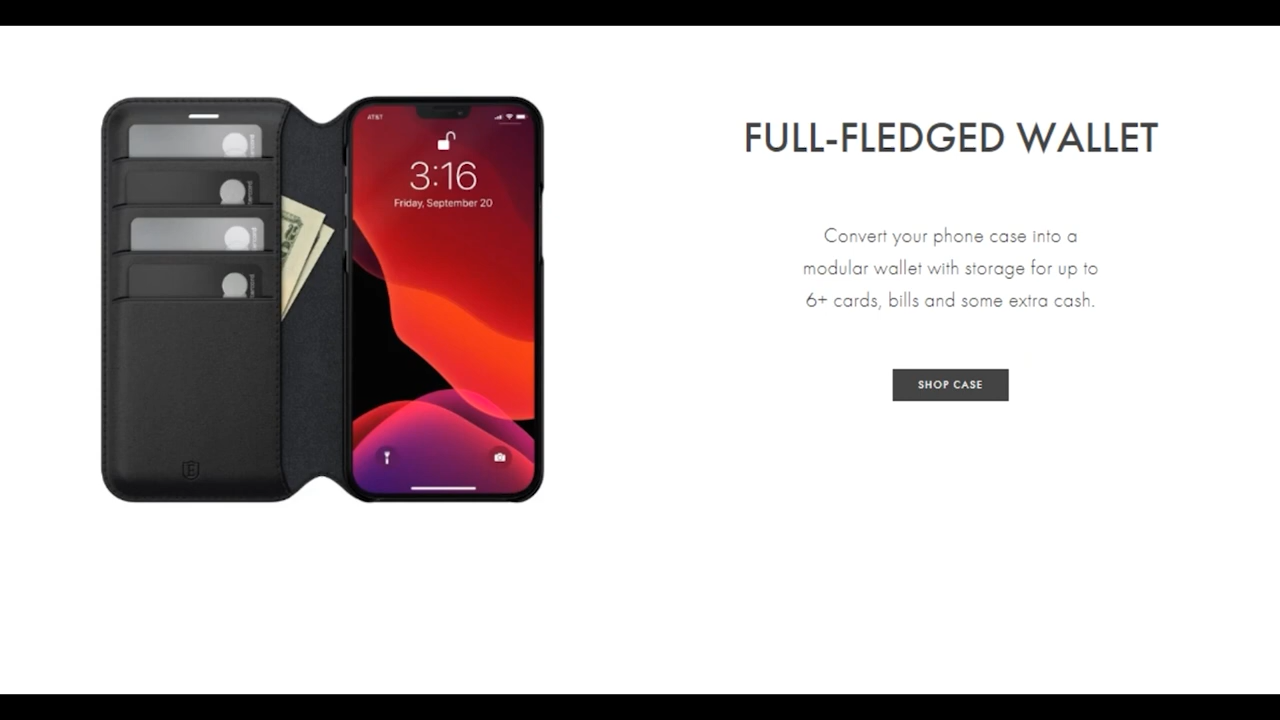 FULL-FLEDGED WALLET
Convert your phone case into a
modular wallet with storage for up to
6+ cards, bills and some extra cash.
SHOP CASE
AT&T
3:16
Friday, September 20